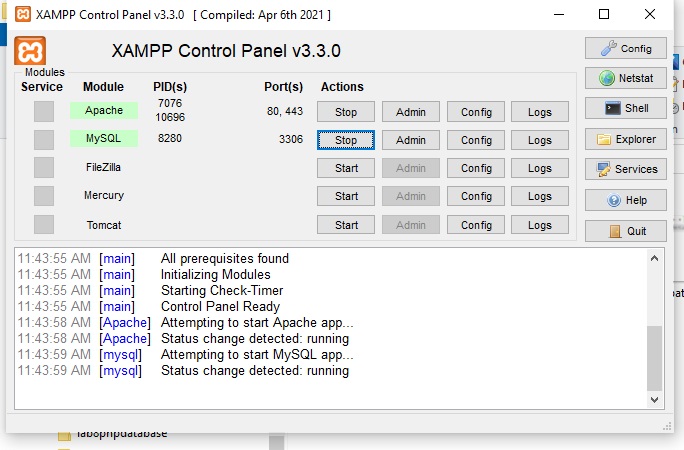 XAMPP Control Panel v3.3.0 [ Compiled: Apr 6th 2021 ]
XAMPP Control Panel v3.3.0
Config
Modules
Service Module PID(s) Port(s) Actions
Netstat
Apache 7076 10696 80, 443 Stop Admin Config Logs
Shell
MySQL 8280 3306 Stop Admin Config Logs
Explorer
FileZilla Start Admin Config Logs
Services
Mercury Start Admin Config Logs
Help
Tomcat Start Admin Config Logs
Quit
11:43:55 AM [main] All prerequisites found
11:43:55 AM [main] Initializing Modules
11:43:55 AM [main] Starting Check-Timer
11:43:55 AM [main] Control Panel Ready
11:43:58 AM [Apache] Attempting to start Apache app...
11:43:58 AM [Apache] Status change detected: running
11:43:59 AM [mysql] Attempting to start MySQL app...
11:43:59 AM [mysql] Status change detected: running
lab8phpdatabase